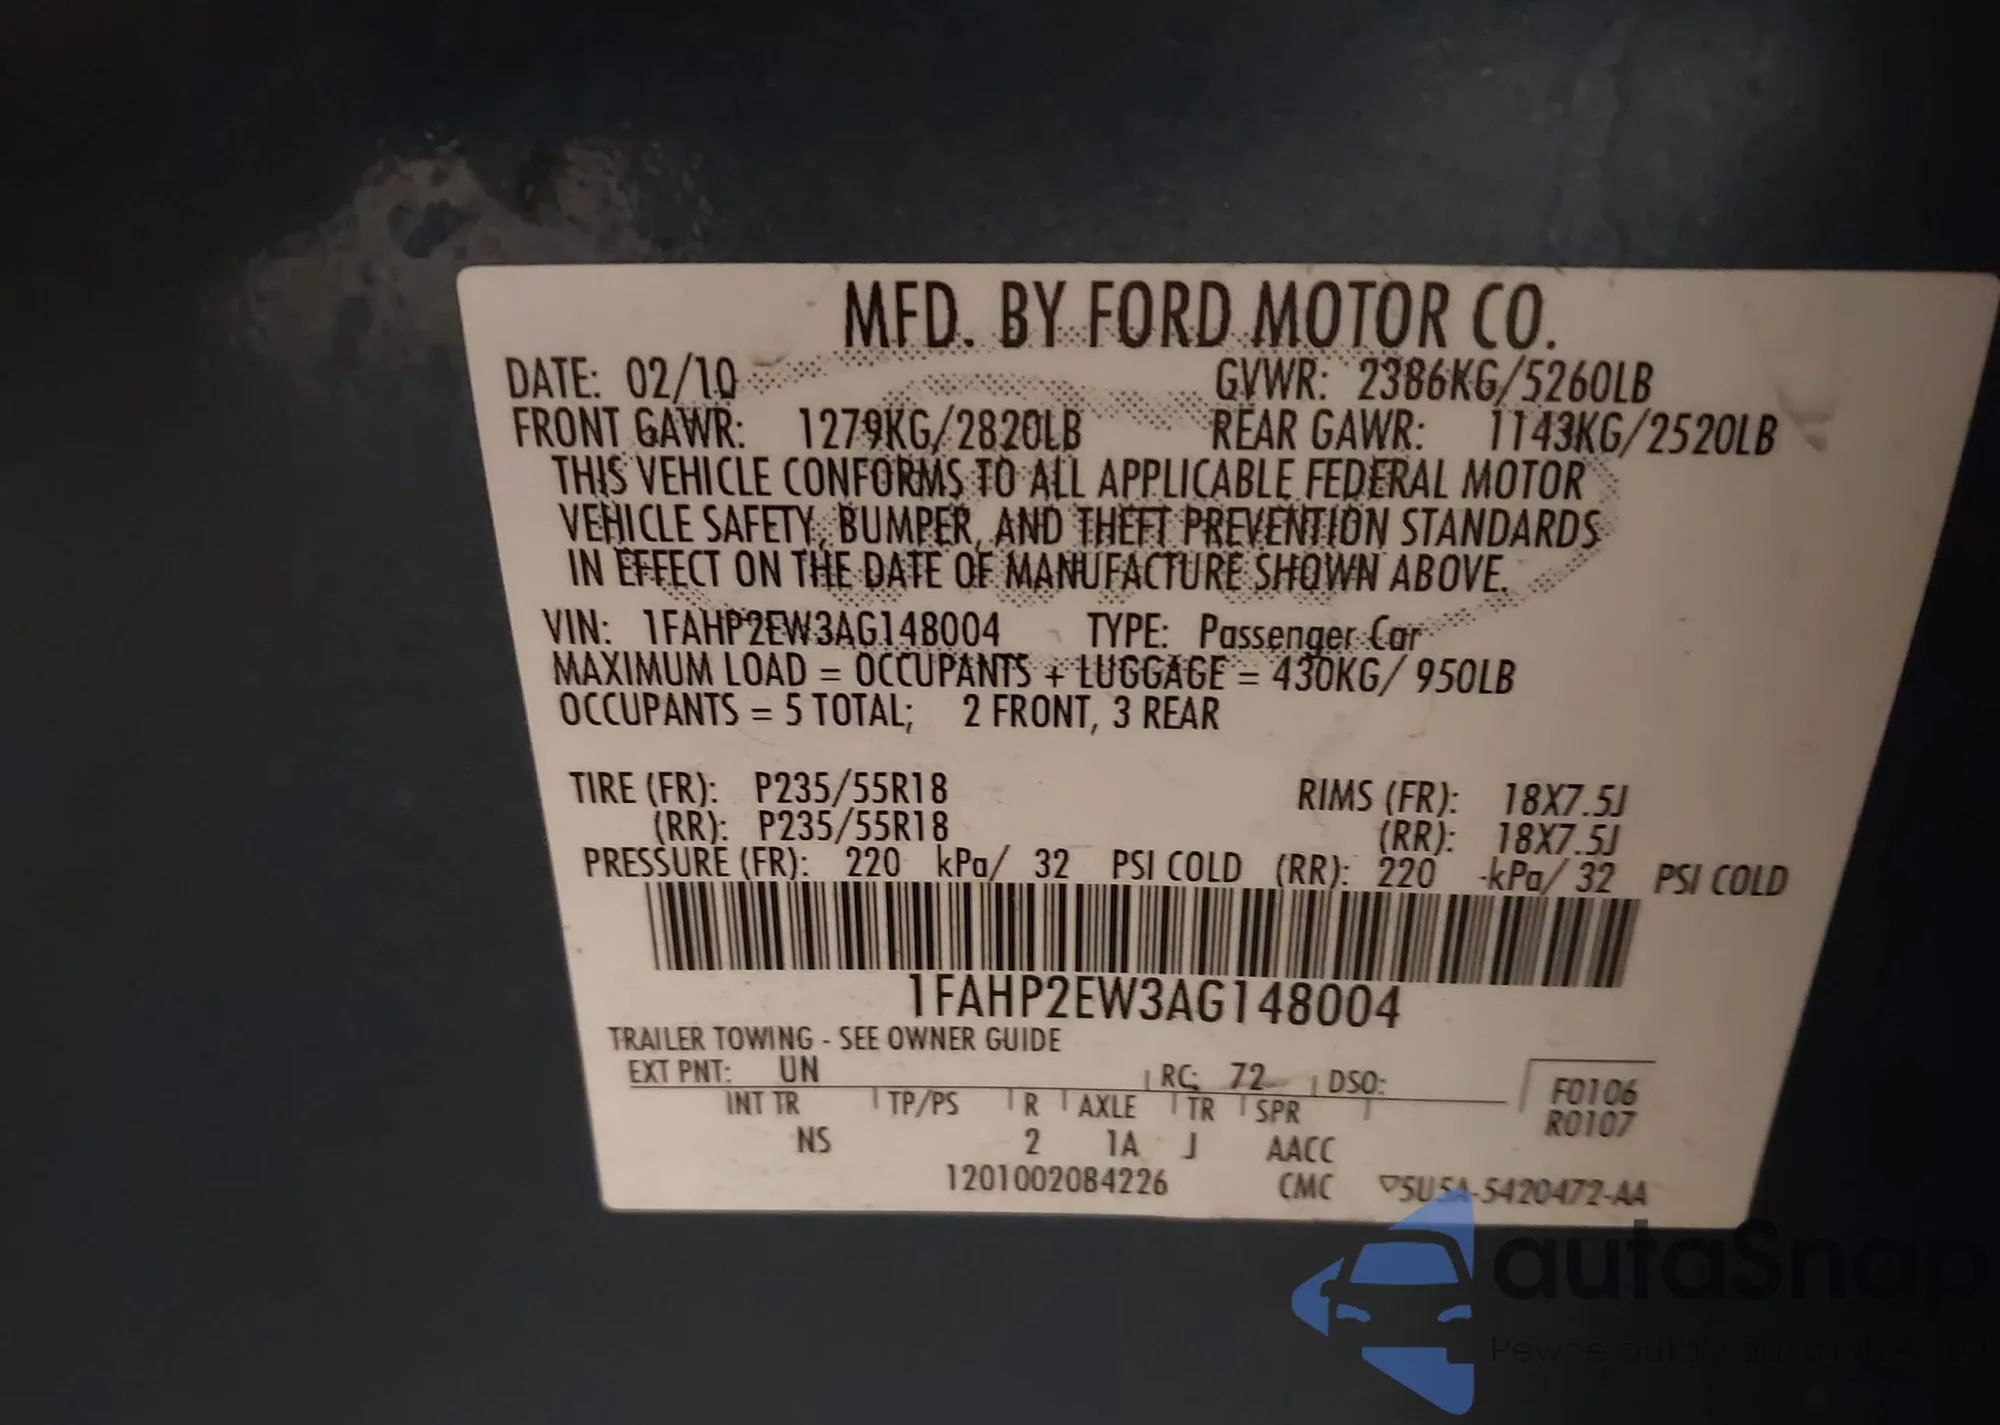 MFD. BY FORD MOTOR CO.
DATE: 02/10 GVWR: 2386KG/5260LB
FRONT GAWR: 1279KG/2820LB REAR GAWR: 1143KG/2520LB
THIS VEHICLE CONFORMS TO ALL APPLICABLE FEDERAL MOTOR
VEHICLE SAFETY, BUMPER, AND THEFT PREVENTION STANDARDS
IN EFFECT ON THE DATE OF MANUFACTURE SHOWN ABOVE.
VIN: 1FAHP2EW3AG148004 TYPE: Passenger Car
MAXIMUM LOAD = OCCUPANTS + LUGGAGE = 430KG/ 950LB
OCCUPANTS = 5 TOTAL; 2 FRONT, 3 REAR
TIRE (FR): P235/55R18 RIMS (FR): 18X7.5J
(RR): P235/55R18 (RR): 18X7.5J
PRESSURE (FR): 220 kPa/ 32 PSI COLD (RR): 220 kPa/ 32 PSI COLD
1FAHP2EW3AG148004
TRAILER TOWING - SEE OWNER GUIDE
EXT PNT: UN RC: 72 DSO:
INT TR TP/PS R AXLE TR SPR
NS 2 1A J AACC
F0106
R0107
1201002084226 CMC 5U5A-5420472-AA
autaSnap